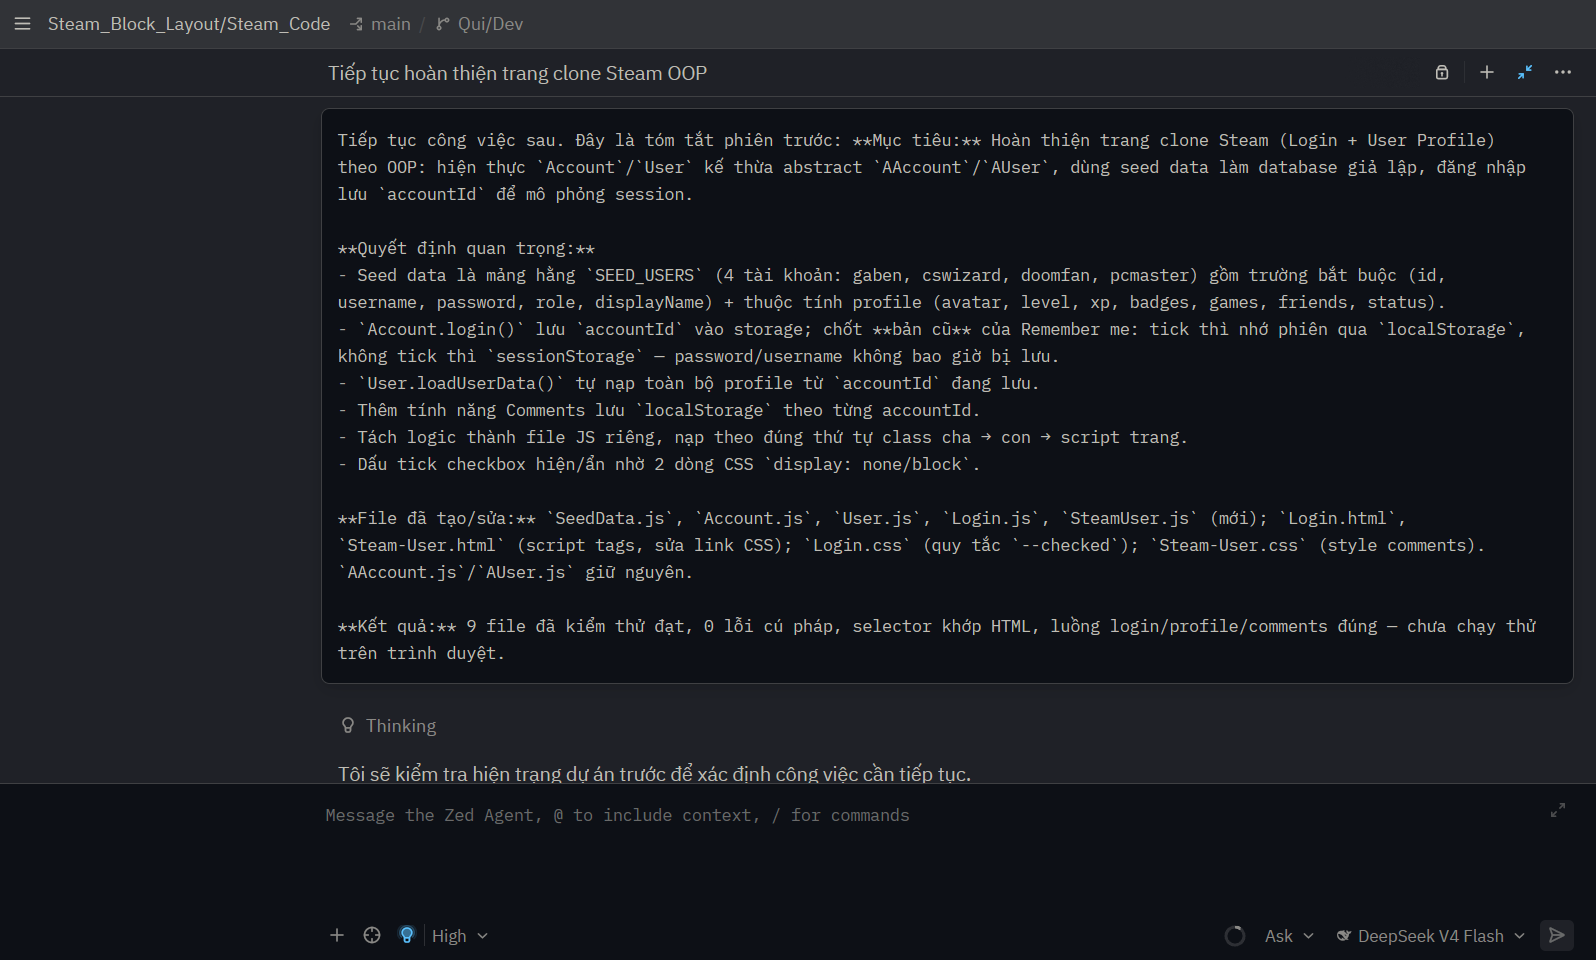 Steam_Block_Layout/Steam_Code main / Qui/Dev
Tiếp tục hoàn thiện trang clone Steam OOP
Tiếp tục công việc sau. Đây là tóm tắt phiên trước: **Mục tiêu:** Hoàn thiện trang clone Steam (Login + User Profile)
theo OOP: hiện thực `Account`/`User` kế thừa abstract `AAccount`/`AUser`, dùng seed data làm database giả lập, đăng nhập
lưu `accountId` để mô phỏng session.
**Quyết định quan trọng:**
- Seed data là mảng hằng `SEED_USERS` (4 tài khoản: gaben, cswizard, doomfan, pcmaster) gồm trường bắt buộc (id,
username, password, role, displayName) + thuộc tính profile (avatar, level, xp, badges, games, friends, status).
- `Account.login()` lưu `accountId` vào storage; chốt **bản cũ** của Remember me: tick thì nhớ phiên qua `localStorage`,
không tick thì `sessionStorage` — password/username không bao giờ bị lưu.
- `User.loadUserData()` tự nạp toàn bộ profile từ `accountId` đang lưu.
- Thêm tính năng Comments lưu `localStorage` theo từng accountId.
- Tách logic thành file JS riêng, nạp theo đúng thứ tự class cha → con → script trang.
- Dấu tick checkbox hiện/ẩn nhờ 2 dòng CSS `display: none/block`.
**File đã tạo/sửa:** `SeedData.js`, `Account.js`, `User.js`, `Login.js`, `SteamUser.js` (mới); `Login.html`,
`Steam-User.html` (script tags, sửa link CSS); `Login.css` (quy tắc `--checked`); `Steam-User.css` (style comments).
`AAccount.js`/`AUser.js` giữ nguyên.
**Kết quả:** 9 file đã kiểm thử đạt, 0 lỗi cú pháp, selector khớp HTML, luồng login/profile/comments đúng — chưa chạy thử
trên trình duyệt.
Thinking
Tôi sẽ kiểm tra hiện trạng dự án trước để xác định công việc cần tiếp tục.
Message the Zed Agent, @ to include context, / for commands
High Ask DeepSeek V4 Flash